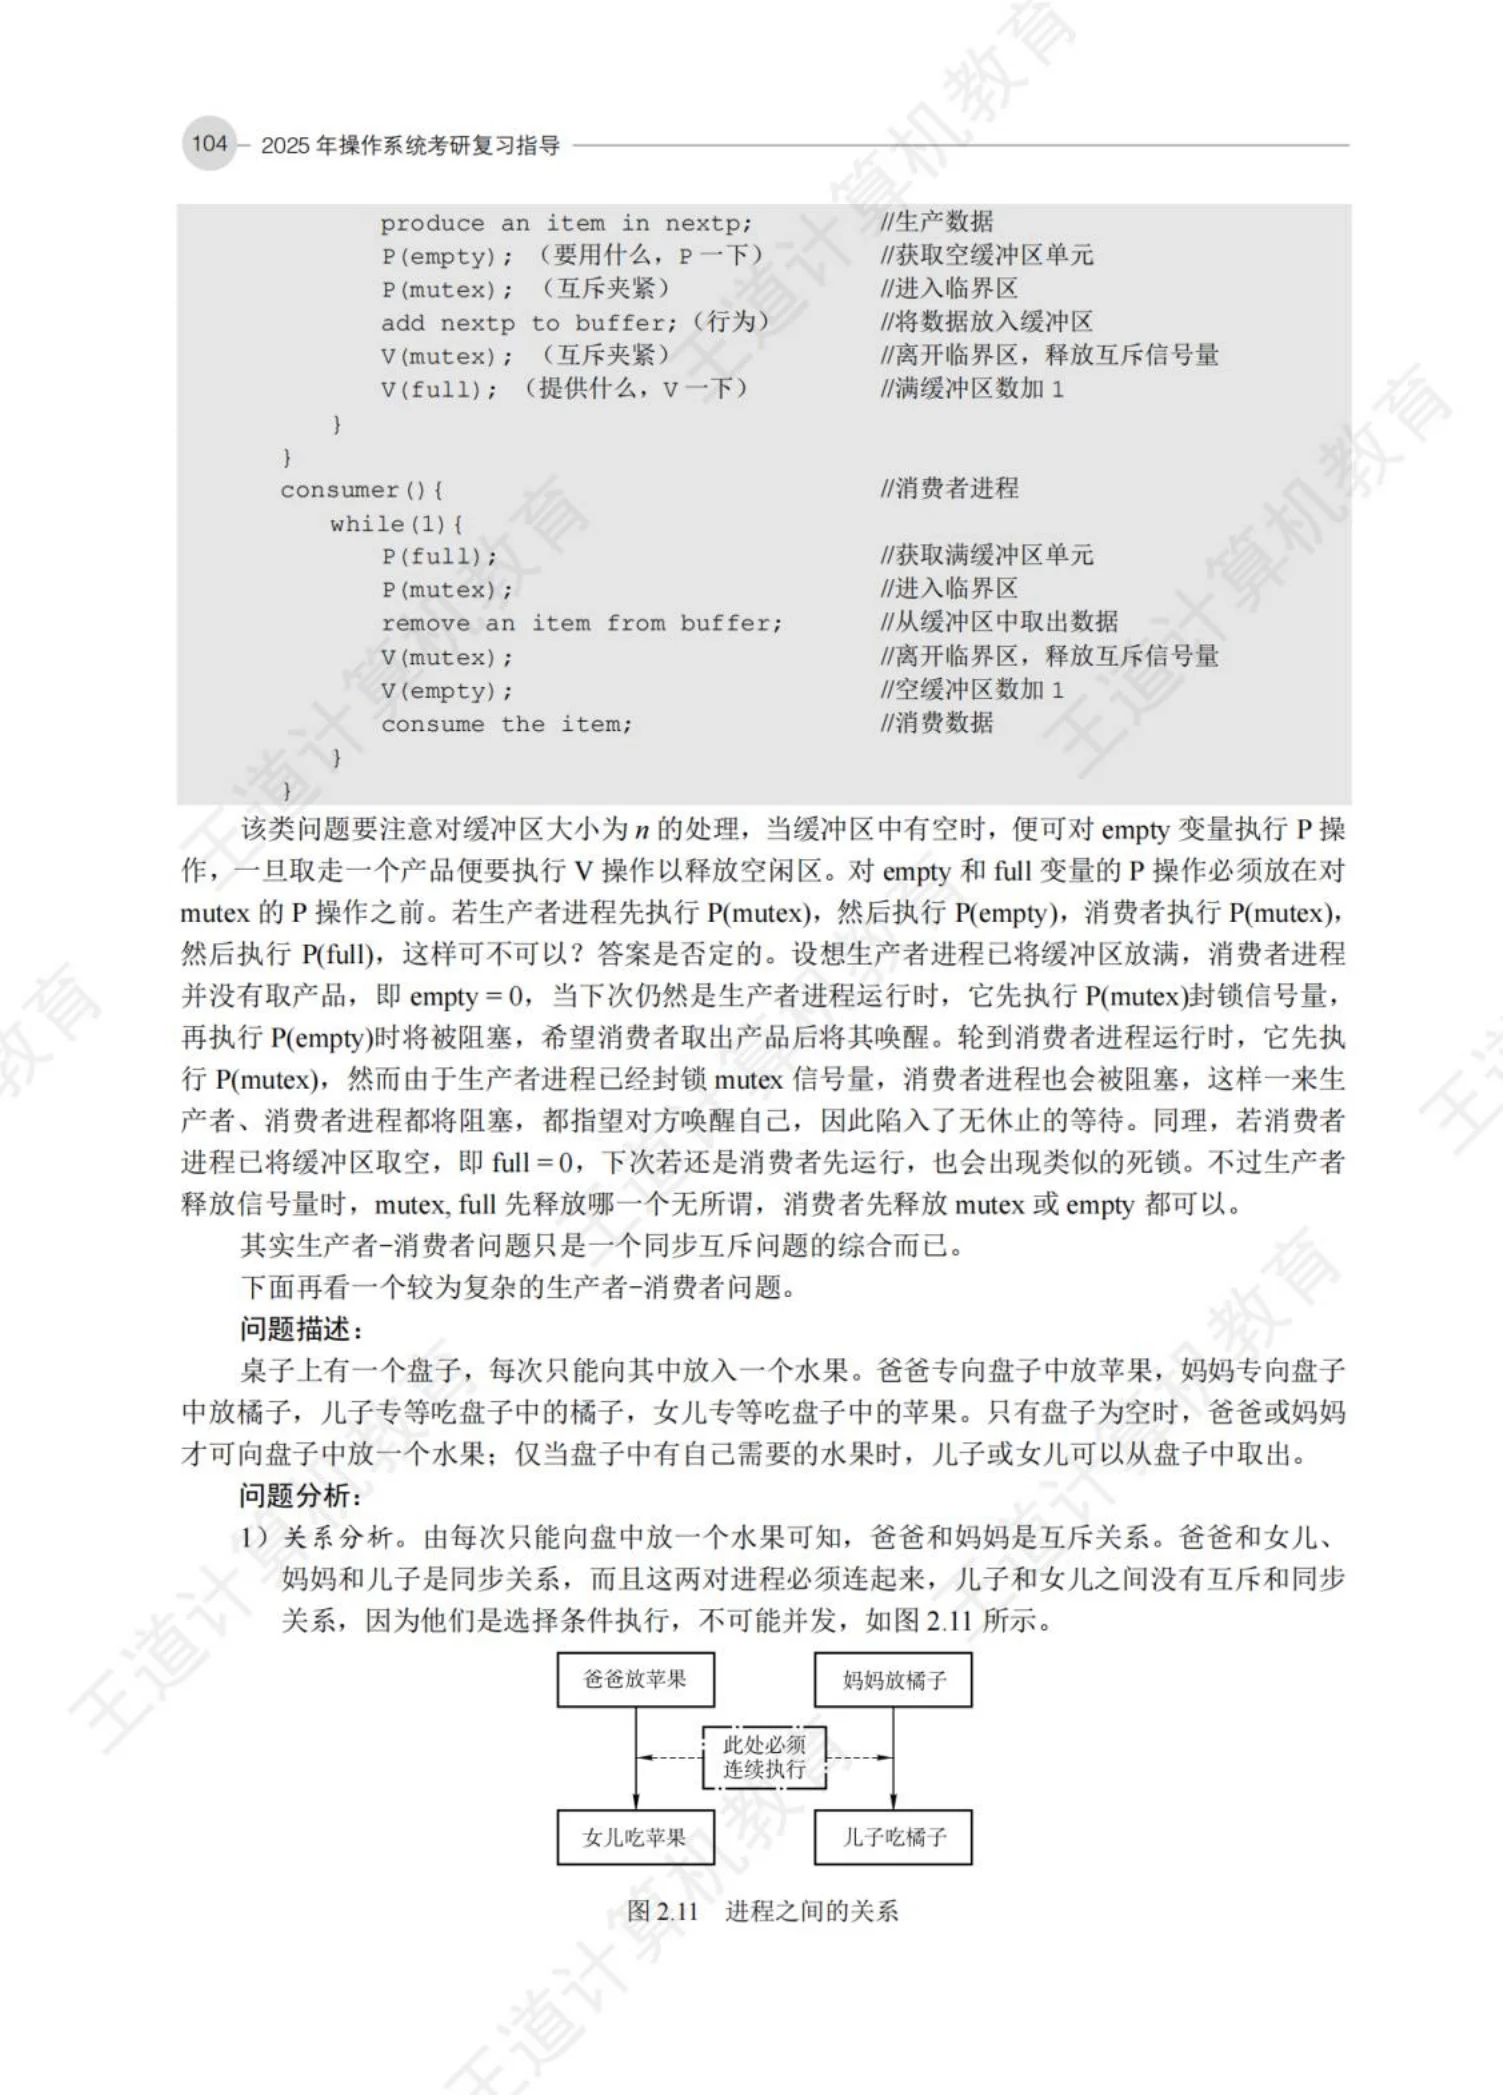 104 2025 年操作系统考研复习指导
produce an item in nextp; //生产数据
P(empty); (要用什么,P 一下) //获取空缓冲区单元
P(mutex); (互斥夹紧) //进入临界区
add nextp to buffer;(行为) //将数据放入缓冲区
V(mutex); (互斥夹紧) //离开临界区,释放互斥信号量
V(full); (提供什么,V 一下) //满缓冲区数加 1
}
}
consumer(){ //消费者进程
while(1){
P(full); //获取满缓冲区单元
P(mutex); //进入临界区
remove an item from buffer; //从缓冲区中取出数据
V(mutex); //离开临界区,释放互斥信号量
V(empty); //空缓冲区数加 1
consume the item; //消费数据
}
}
该类问题要注意对缓冲区大小为 n 的处理,当缓冲区中有空时,便可对 empty 变量执行 P 操
作,一旦取走一个产品便要执行 V 操作以释放空闲区。对 empty 和 full 变量的 P 操作必须放在对
mutex 的 P 操作之前。若生产者进程先执行 P(mutex),然后执行 P(empty),消费者执行 P(mutex),
然后执行 P(full),这样可不可以?答案是否定的。设想生产者进程已将缓冲区放满,消费者进程
并没有取产品,即 empty = 0,当下次仍然是生产者进程运行时,它先执行 P(mutex)封锁信号量,
再执行 P(empty)时将被阻塞,希望消费者取出产品后将其唤醒。轮到消费者进程运行时,它先执
行 P(mutex),然而由于生产者进程已经封锁 mutex 信号量,消费者进程也会被阻塞,这样一来生
产者、消费者进程都将阻塞,都指望对方唤醒自己,因此陷入了无休止的等待。同理,若消费者
进程已将缓冲区取空,即 full = 0,下次若还是消费者先运行,也会出现类似的死锁。不过生产者
释放信号量时,mutex, full 先释放哪一个无所谓,消费者先释放 mutex 或 empty 都可以。
其实生产者–消费者问题只是一个同步互斥问题的综合而已。
下面再看一个较为复杂的生产者–消费者问题。
问题描述:
桌子上有一个盘子,每次只能向其中放入一个水果。爸爸专向盘子中放苹果,妈妈专向盘子
中放橘子,儿子专等吃盘子中的橘子,女儿专等吃盘子中的苹果。只有盘子为空时,爸爸或妈妈
才可向盘子中放一个水果;仅当盘子中有自己需要的水果时,儿子或女儿可以从盘子中取出。
问题分析:
1)关系分析。由每次只能向盘中放一个水果可知,爸爸和妈妈是互斥关系。爸爸和女儿、
妈妈和儿子是同步关系,而且这两对进程必须连起来,儿子和女儿之间没有互斥和同步
关系,因为他们是选择条件执行,不可能并发,如图 2.11 所示。
爸爸放苹果 妈妈放橘子
此处必须
连续执行
女儿吃苹果 儿子吃橘子
图 2.11 进程之间的关系
王道计算机教育